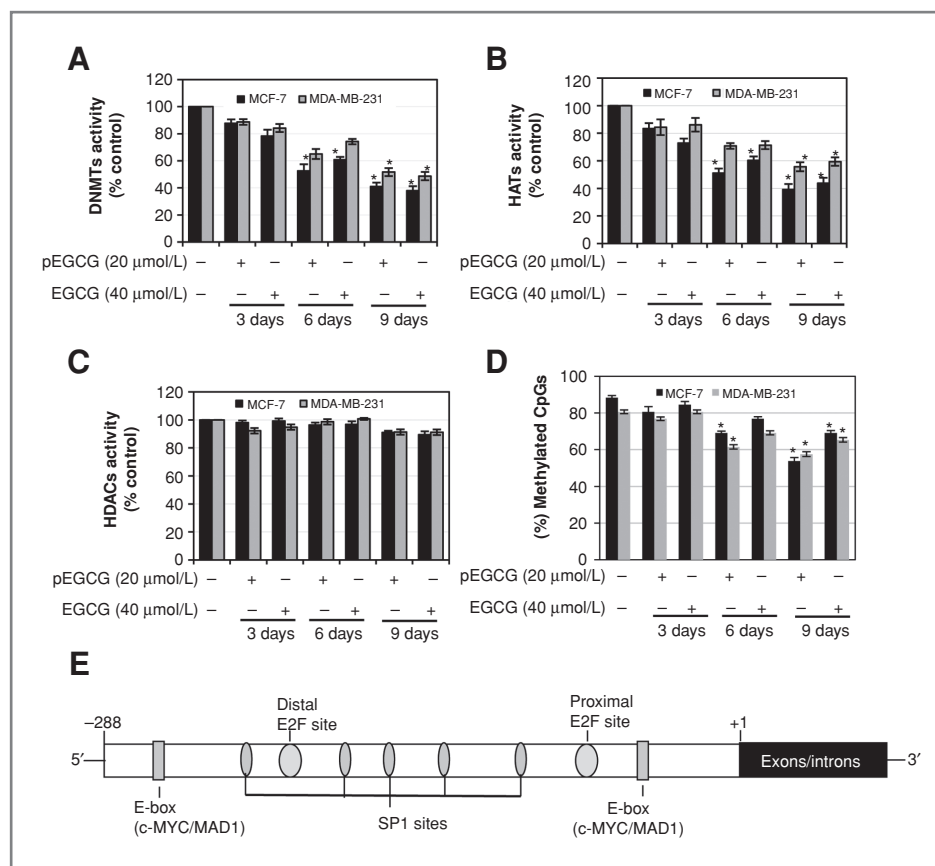 A
120
100
80
60
40
20
0
DNMTs activity
(% control)
MCF-7 MDA-MB-231
* * * * * *
pEGCG (20 μmol/L) – + – + – + –
EGCG (40 μmol/L) – – + – + – +
3 days 6 days 9 days
B
120
100
80
60
40
20
0
HATs activity
(% control)
MCF-7 MDA-MB-231
* * * * * *
pEGCG (20 μmol/L) – + – + – + –
EGCG (40 μmol/L) – – + – + – +
3 days 6 days 9 days
C
120
100
80
60
40
20
0
HDACs activity
(% control)
MCF-7 MDA-MB-231
pEGCG (20 μmol/L) – + – + – + –
EGCG (40 μmol/L) – – + – + – +
3 days 6 days 9 days
D
100
80
60
40
20
0
(%) Methylated CpGs
MCF-7 MDA-MB-231
* * * * * *
pEGCG (20 μmol/L) – + – + – + –
EGCG (40 μmol/L) – – + – + – +
3 days 6 days 9 days
E
–288
Distal
E2F site
Proximal
E2F site
+1
5′
Exons/introns
3′
E-box
(c-MYC/MAD1)
SP1 sites
E-box
(c-MYC/MAD1)